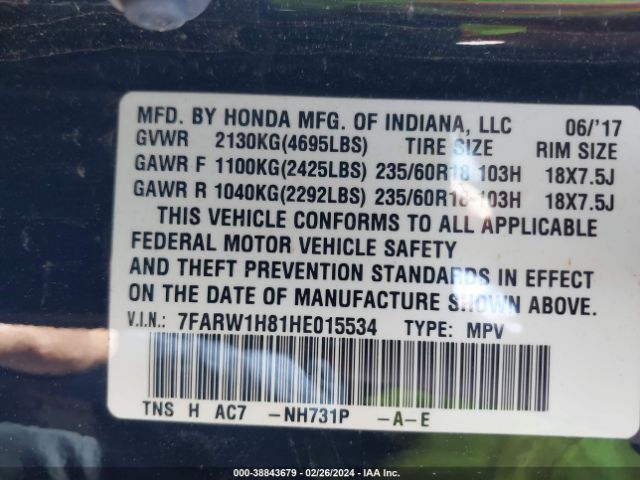 MFD. BY HONDA MFG. OF INDIANA, LLC 06/'17
GVWR 2130KG(4695LBS) TIRE SIZE RIM SIZE
GAWR F 1100KG(2425LBS) 235/60R18 103H 18X7.5J
GAWR R 1040KG(2292LBS) 235/60R18 103H 18X7.5J
THIS VEHICLE CONFORMS TO ALL APPLICABLE
FEDERAL MOTOR VEHICLE SAFETY
AND THEFT PREVENTION STANDARDS IN EFFECT
ON THE DATE OF MANUFACTURE SHOWN ABOVE.
V.I.N.: 7FARW1H81HE015534 TYPE: MPV
TNS H AC7 -NH731P -A-E
000-38843679 - 02/26/2024 - IAA Inc.